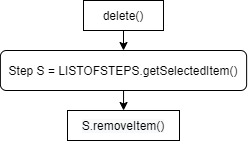 delete()
Step S = LISTOFSTEPS.getSelectedItem()
S.removeItem()